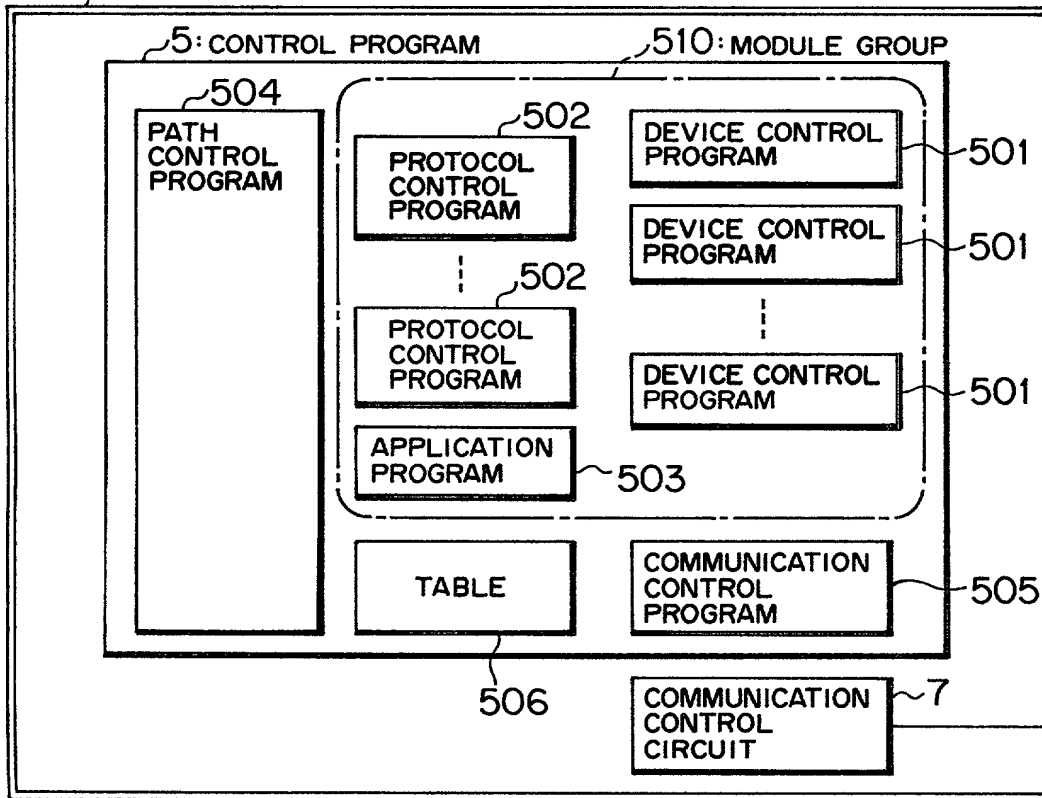 5: CONTROL PROGRAM
510: MODULE GROUP
504
PATH
CONTROL
PROGRAM
502
PROTOCOL
CONTROL
PROGRAM
502
PROTOCOL
CONTROL
PROGRAM
APPLICATION
PROGRAM
503
DEVICE CONTROL
PROGRAM
501
DEVICE CONTROL
PROGRAM
501
DEVICE CONTROL
PROGRAM
501
TABLE
506
COMMUNICATION
CONTROL
PROGRAM
505
COMMUNICATION
CONTROL
CIRCUIT
7